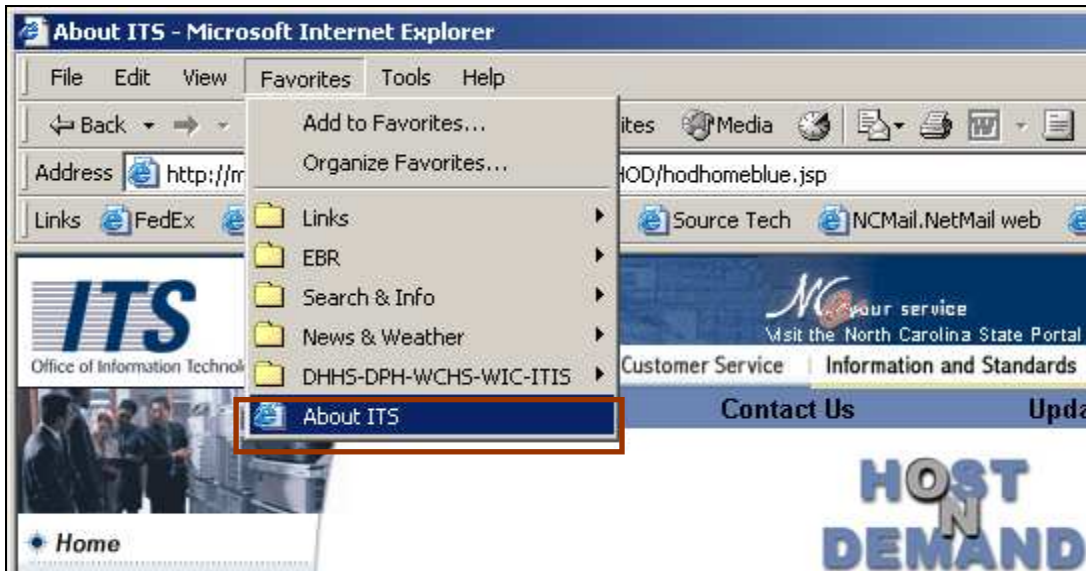 About ITS - Microsoft Internet Explorer
File Edit View Favorites Tools Help
Back ites Media
Address http://m HOD/hodhomeblue.jsp
Links FedEx Source Tech NCMail.NetMail web
Add to Favorites...
Organize Favorites...
Links
EBR
Search & Info
News & Weather
DHHS-DPH-WCHS-WIC-ITIS
About ITS
ITS
Office of Information Technol
NC@your service
Visit the North Carolina State Portal
Customer Service Information and Standards
Contact Us Upda
HOST
N
DEMAND
Home